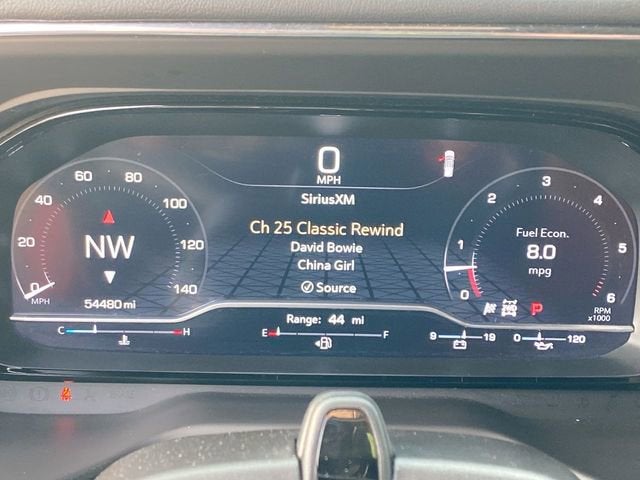 0
MPH
SiriusXM
Ch 25 Classic Rewind
David Bowie
China Girl
Source
Range: 44 mi
0 20 40 60 80 100 120 140
MPH
NW
54480 mi
C H
E F
0 1 2 3 4 5 6
RPM
x1000
Fuel Econ.
8.0
mpg
P
9 19
0 120